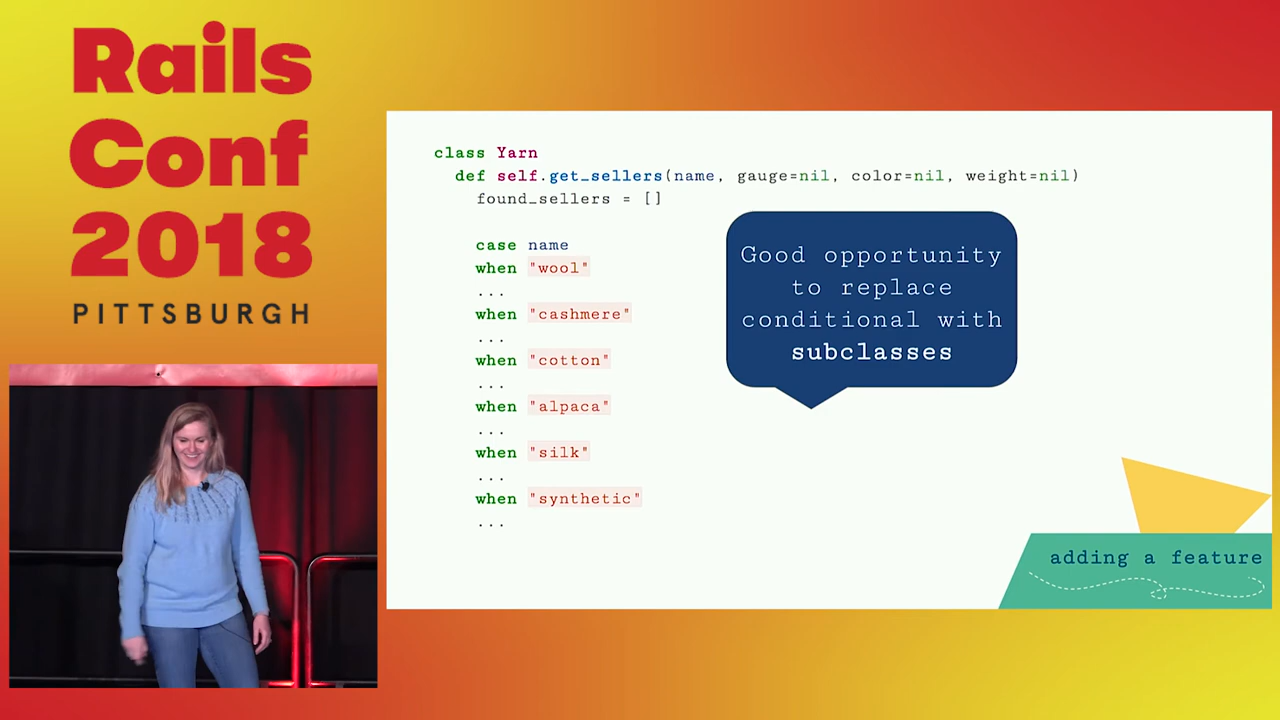 Rails
Conf
2018
PITTSBURGH
class Yarn
def self.get_sellers(name, gauge=nil, color=nil, weight=nil)
found_sellers = []
case name
when "wool"
...
when "cashmere"
...
when "cotton"
...
when "alpaca"
...
when "silk"
...
when "synthetic"
...
Good opportunity
to replace
conditional with
subclasses
adding a feature